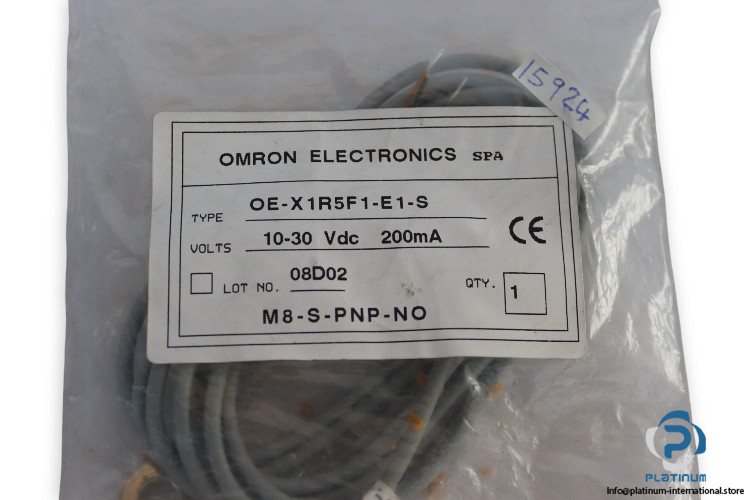 15924
OMRON ELECTRONICS SPA
TYPE OE-X1R5F1-E1-S
VOLTS 10-30 Vdc 200mA
CE
LOT NO. 08D02
QTY. 1
M8-S-PNP-NO
PLATINUM
Info@platinum-international.store